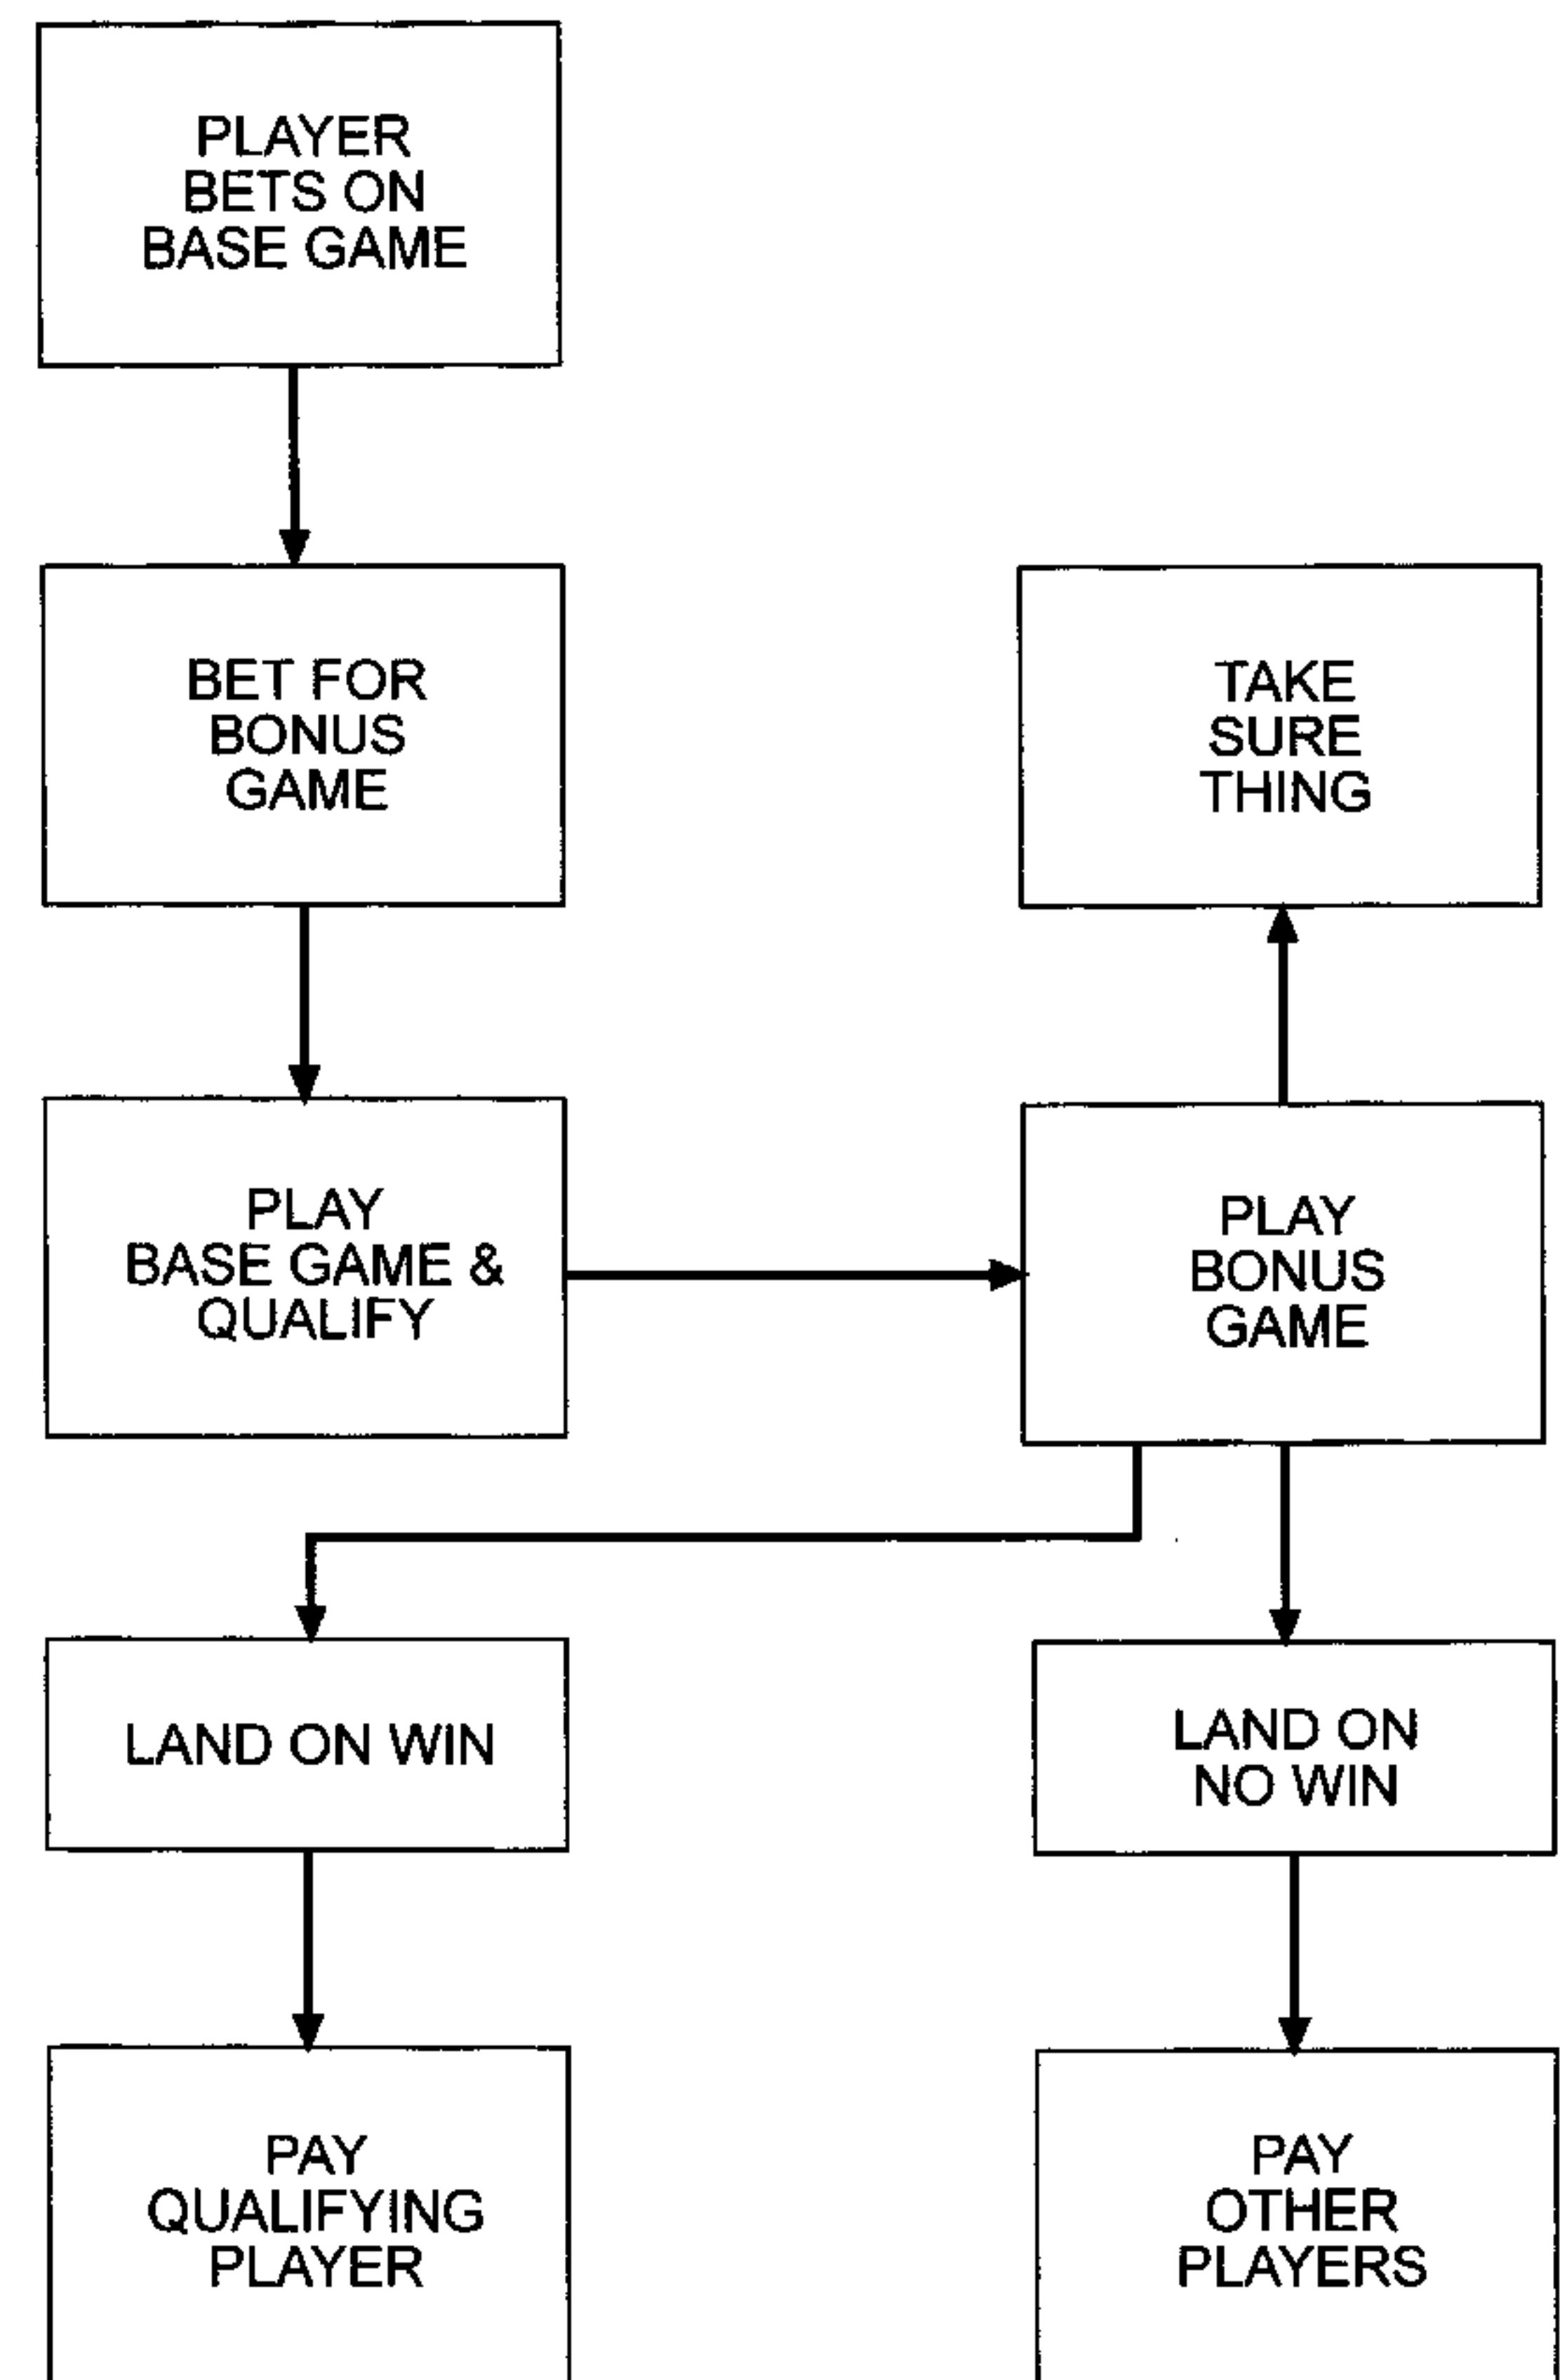 PLAYER
BETS ON
BASE GAME
BET FOR
BONUS
GAME
TAKE
SURE
THING
PLAY
BASE GAME &
QUALIFY
PLAY
BONUS
GAME
LAND ON WIN
LAND ON
NO WIN
PAY
QUALIFYING
PLAYER
PAY
OTHER
PLAYERS